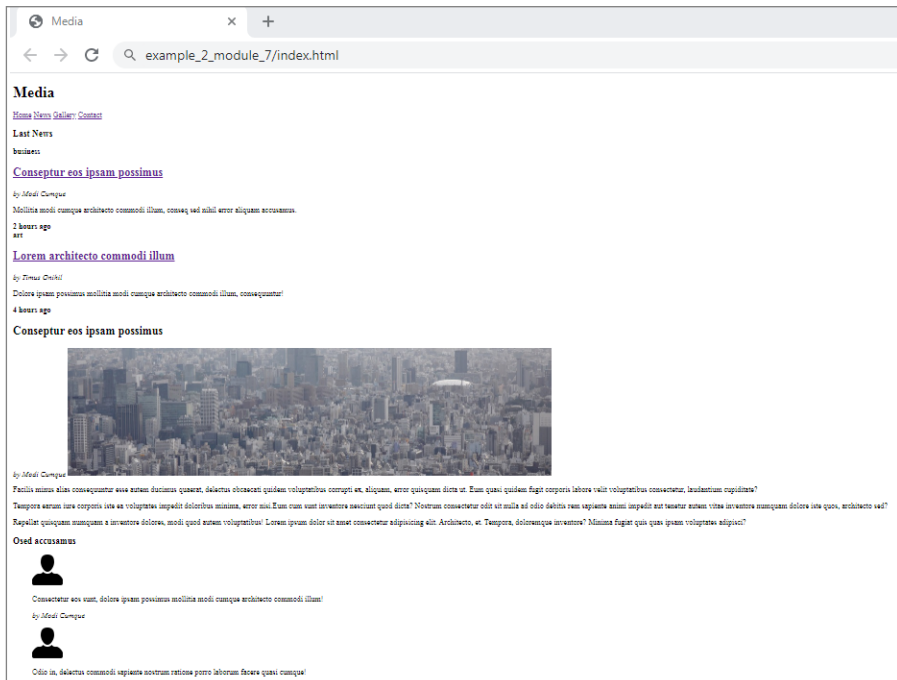 Media
example_2_module_7/index.html
Media
Home News Gallery Contact
Last News
business
Conseptur eos ipsam possimus
by Modi Cumque
Mollitia modi cumque architecto commodi illum, conseq sed nihil error aliquam accusamus.
2 hours ago
art
Lorem architecto commodi illum
by Timus Onihil
Dolore ipsam possimus mollitia modi cumque architecto commodi illum, consequuntur!
4 hours ago
Conseptur eos ipsam possimus
by Modi Cumque
Facilis minus alias consequuntur esse autem ducimus quaerat, delectus obcaecati quidem voluptatibus corrupti ex, aliquam, error quisquam dicta ut. Eum quasi quidem fugit corporis labore velit voluptatibus consectetur, laudantium cupiditate?
Tempora earum iure corporis iste ea voluptates impedit doloribus minima, error nisi.Eum cum sunt inventore nesciunt quod dicta? Nostrum consectetur odit sit nulla ad odio debitis rem sapiente animi impedit aut tenetur autem vitae inventore numquam dolore iste quos, architecto sed?
Repellat quisquam numquam a inventore dolores, modi quod autem voluptatibus! Lorem ipsum dolor sit amet consectetur adipisicing elit. Architecto, et. Tempora, doloremque inventore? Minima fugiat quis quas ipsam voluptates adipisci?
Osed accusamus
Consectetur eos sunt, dolore ipsam possimus mollitia modi cumque architecto commodi illum!
by Modi Cumque
Odio in, delectus commodi sapiente nostrum ratione porro laborum facere quasi cumque!